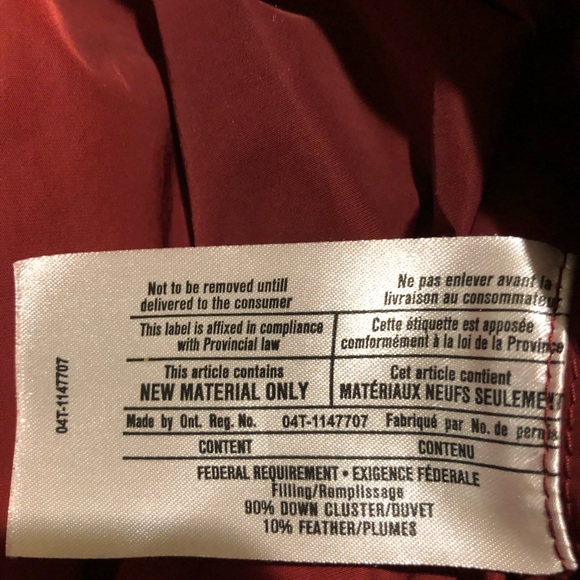 Not to be removed untill
delivered to the consumer
Ne pas enlever avant la
livraison au consommateur
This label is affixed in compliance
with Provincial law
Cette étiquette est apposée
conformément à la loi de la Province
This article contains
NEW MATERIAL ONLY
Cet article contient
MATÉRIAUX NEUFS SEULEMENT
Made by Ont. Reg. No. 04T-1147707 Fabriqué par No. de permis
CONTENT CONTENU
FEDERAL REQUIREMENT • EXIGENCE FÉDERALE
Filling/Ramplissage
90% DOWN CLUSTER/DUVET
10% FEATHER/PLUMES
04T-1147707